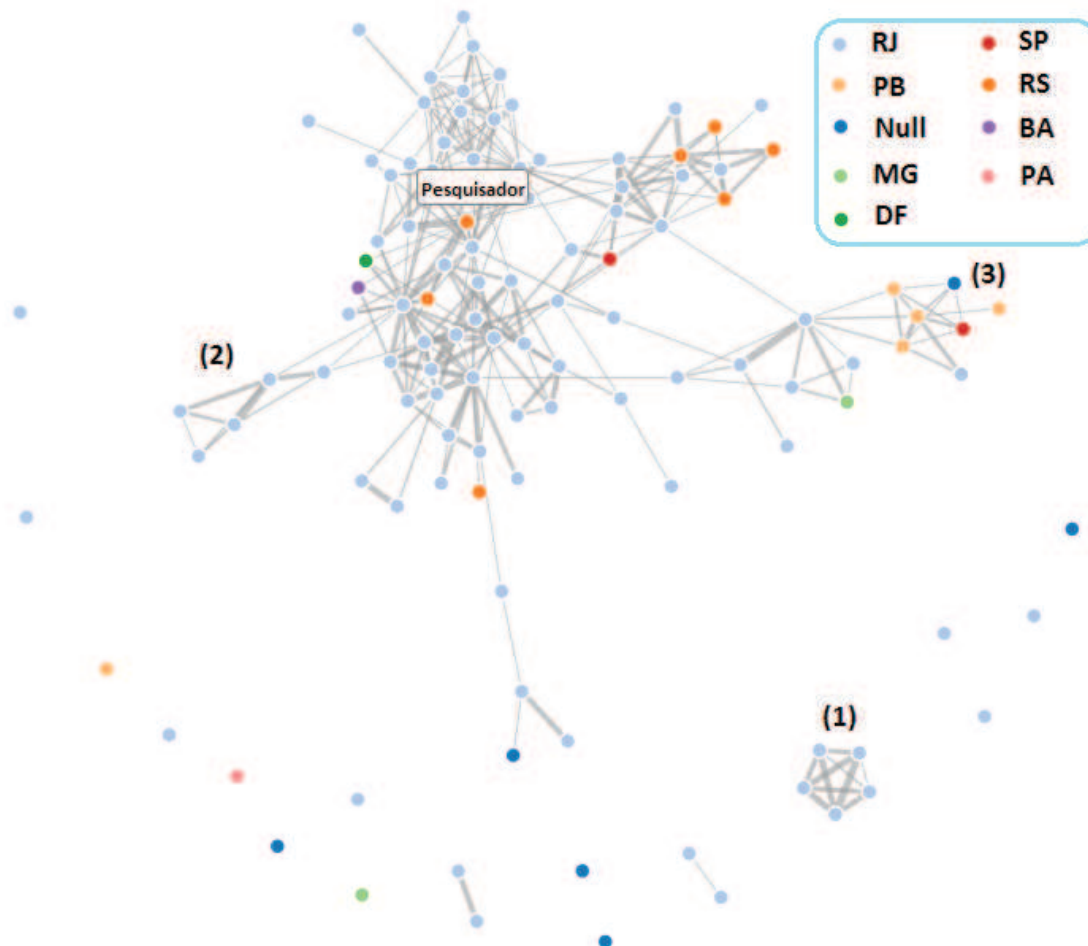 RJ SP
PB RS
Null BA
MG PA
DF
Pesquisador
(3)
(2)
(1)